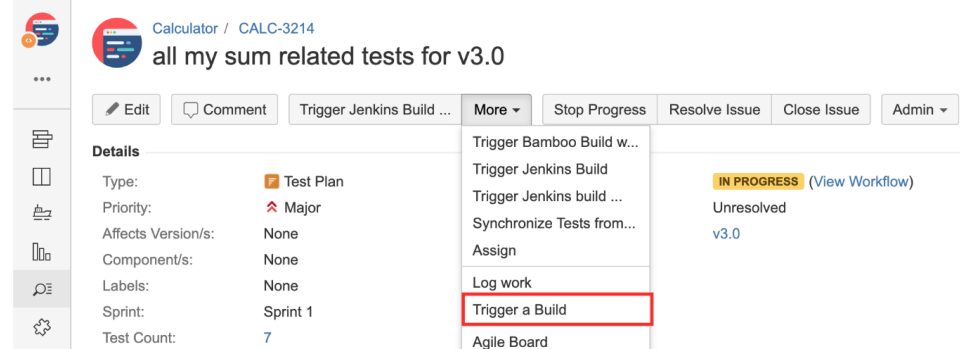 Calculator / CALC-3214
all my sum related tests for v3.0
Edit Comment Trigger Jenkins Build ... More Stop Progress Resolve Issue Close Issue Admin
Trigger Bamboo Build w...
Trigger Jenkins Build
Trigger Jenkins build ...
Synchronize Tests from...
Assign
Log work
Trigger a Build
Agile Board
Details
Type: Test Plan
Priority: Major
Affects Version/s: None
Component/s: None
Labels: None
Sprint: Sprint 1
Test Count: 7
IN PROGRESS (View Workflow)
Unresolved
v3.0